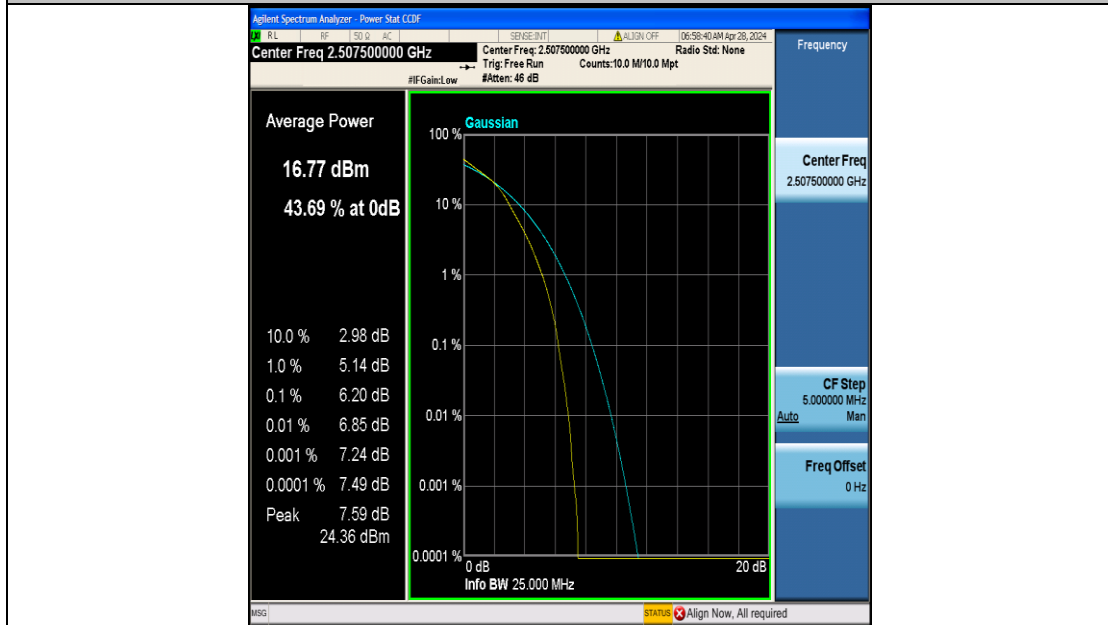 Agilent Spectrum Analyzer - Power Stat CCDF
RL RF 50 Ω AC SENSE:INT ALIGN OFF 06:58:40 AM Apr 28, 2024
Center Freq 2.507500000 GHz
Center Freq: 2.507500000 GHz Radio Std: None
Trig: Free Run Counts:10.0 M/10.0 Mpt
#IFGain:Low #Atten: 46 dB
Frequency
Average Power
16.77 dBm
43.69 % at 0dB
10.0 % 2.98 dB
1.0 % 5.14 dB
0.1 % 6.20 dB
0.01 % 6.85 dB
0.001 % 7.24 dB
0.0001 % 7.49 dB
Peak 7.59 dB
24.36 dBm
Gaussian
100 %
10 %
1 %
0.1 %
0.01 %
0.001 %
0.0001 %
0 dB 20 dB
Info BW 25.000 MHz
Center Freq
2.507500000 GHz
CF Step
5.000000 MHz
Auto Man
Freq Offset
0 Hz
MSG STATUS Align Now, All required